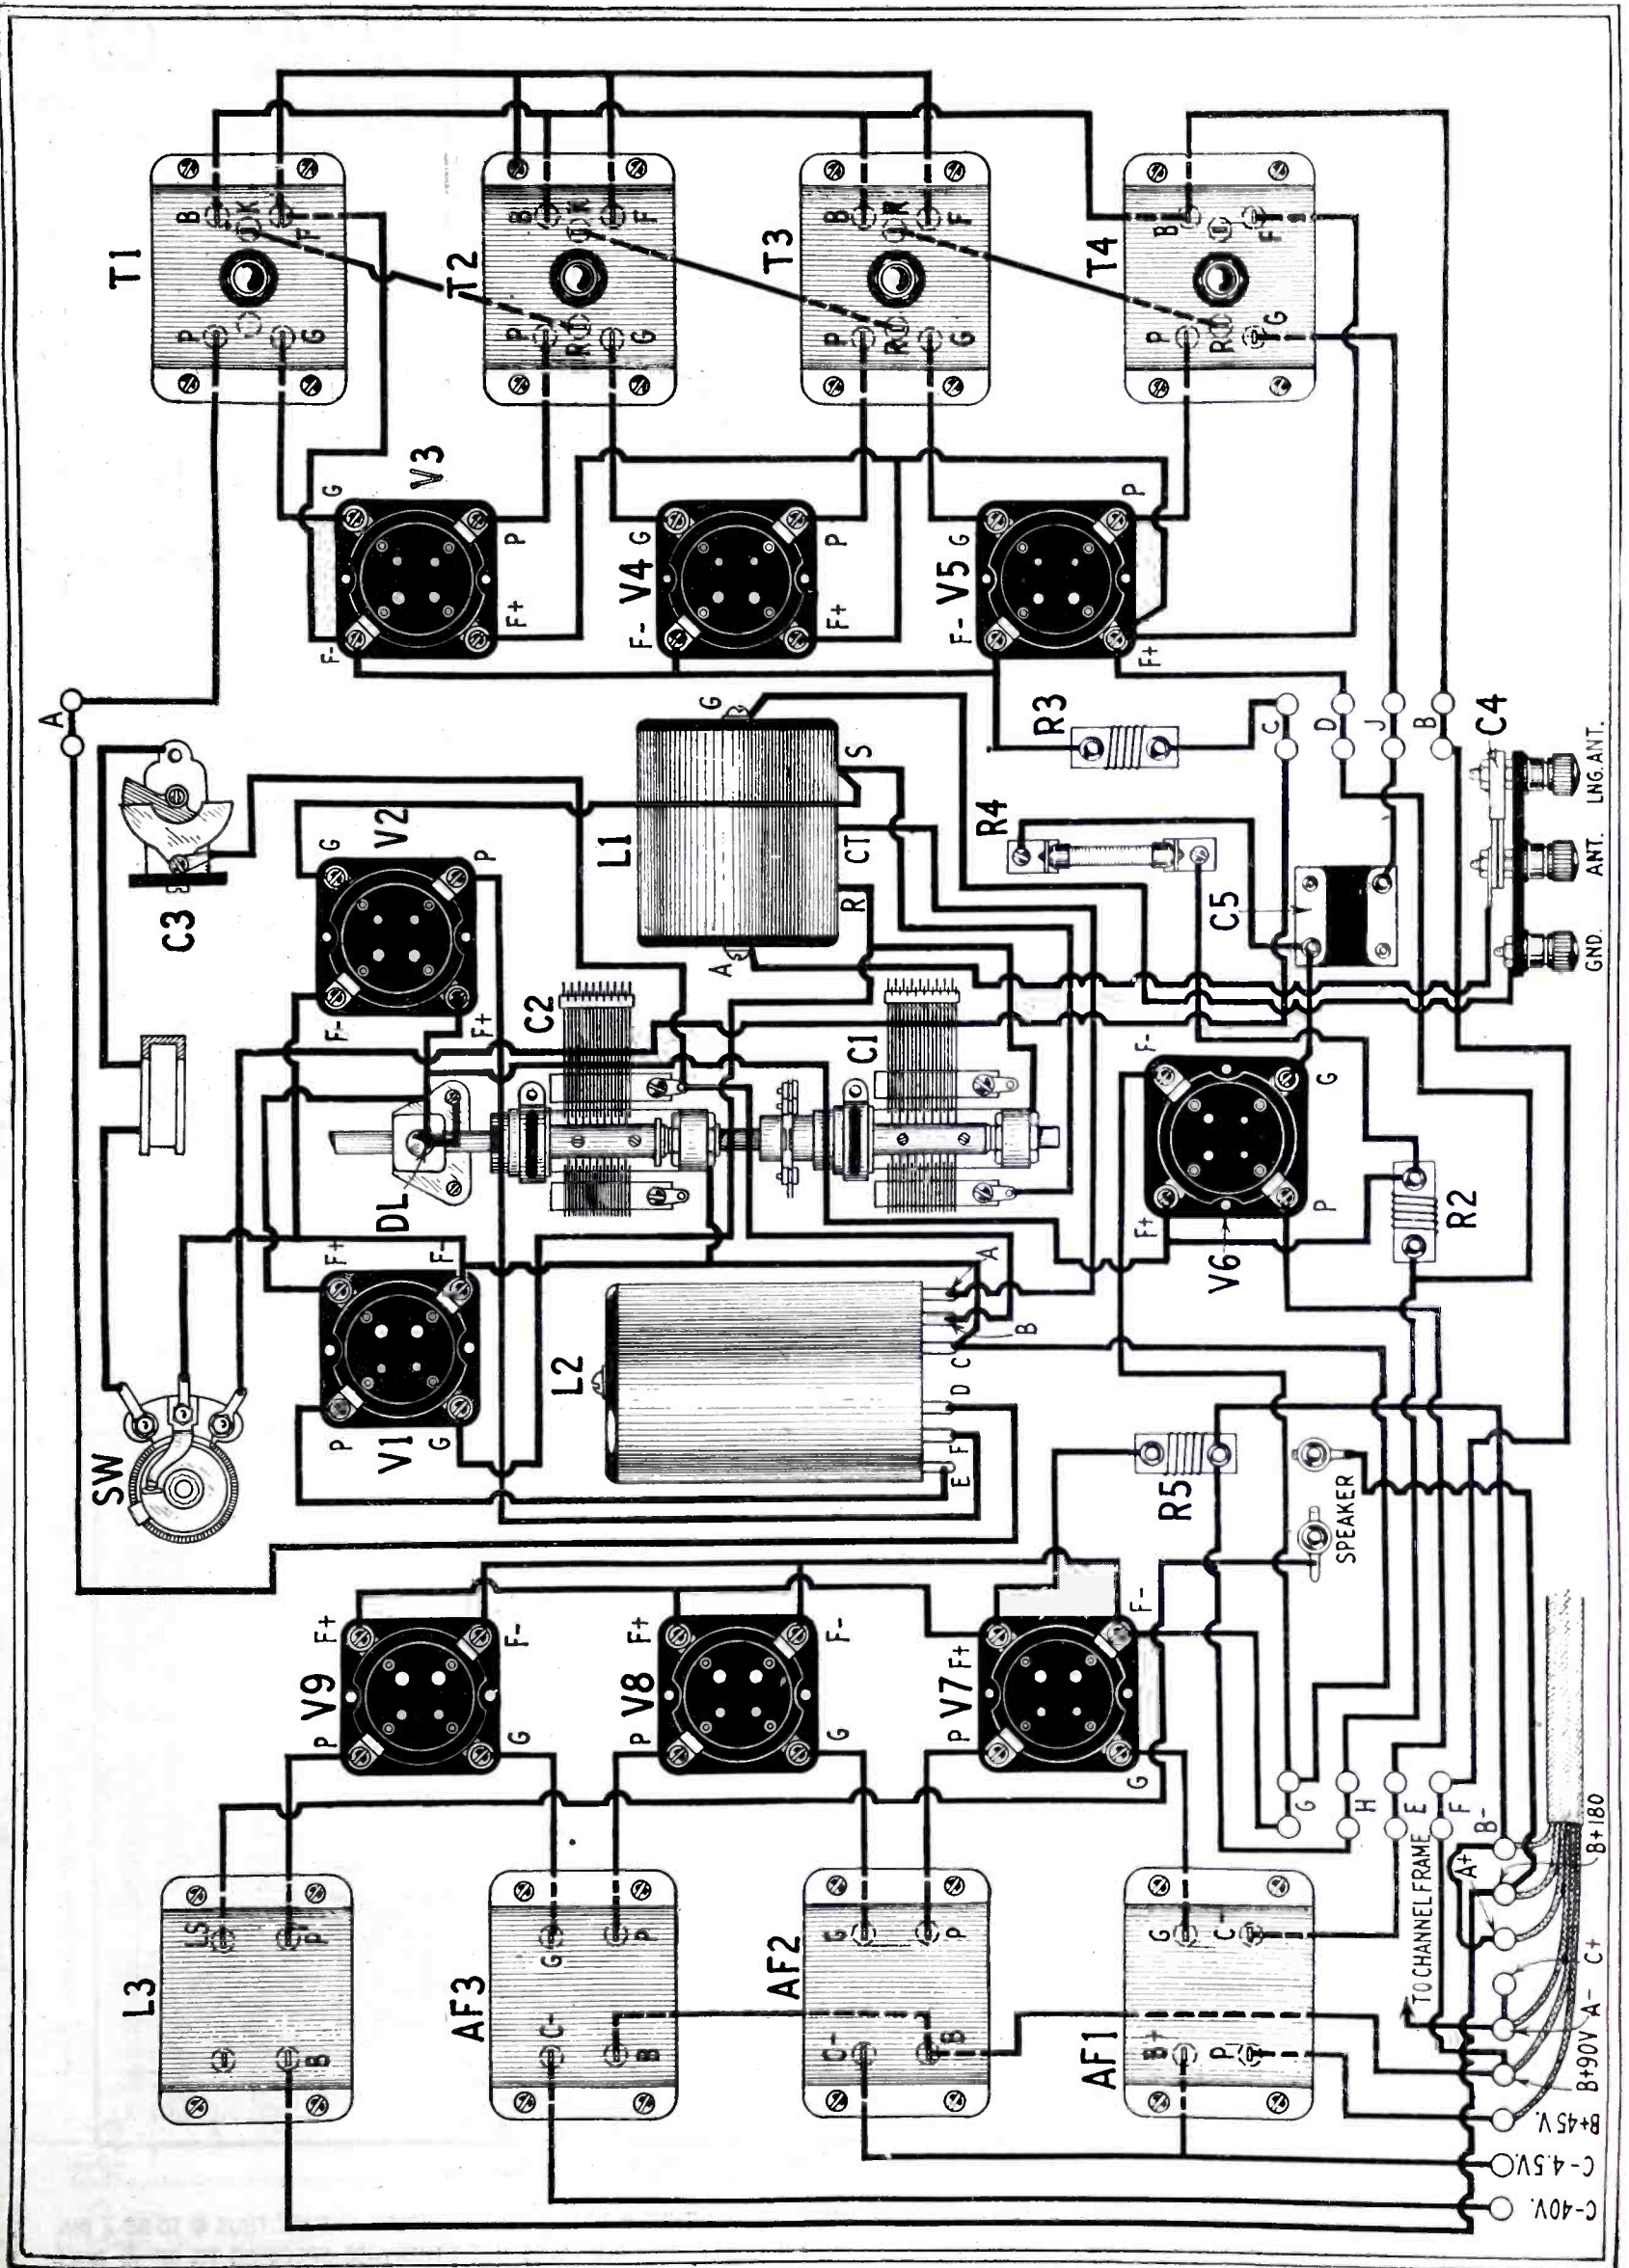 L3
LS
P
B
V9
F+
F-
P
G
SW
V1
P
G
F+
F-
C3
V2
G
P
F-
F+
A
T1
P
B
K
G
F
AF3
C-
G
B
P
V8
F+
F-
P
G
L2
E
F
D
C
B
A
DL
C2
L1
A
G
R
CT
S
V3
G
P
F-
F+
T2
P
B
K
R
G
F
AF2
C-
G
B
P
V7
F+
F-
P
G
C1
V4
G
P
F-
F+
T3
P
B
R
R
G
F
AF1
B+
G
P
C-
R5
SPEAKER
V6
F+
F-
P
G
R2
C5
R4
R3
V5
G
P
F-
F+
T4
P
B
R
G
F
G
H
E
F
C
D
J
B
C4
TO CHANNEL FRAME
C-40V.
C-4.5V.
B+45V.
B+90V
A-
C+
A+
B-
B+180
GND.
ANT.
LNG.ANT.